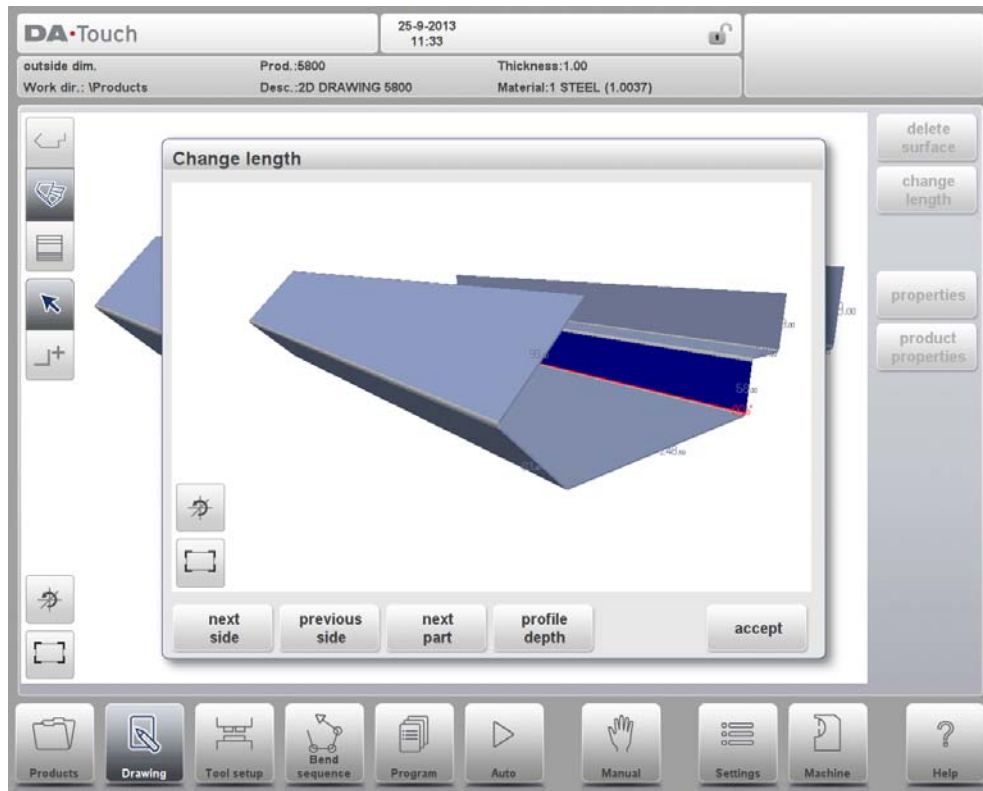 DA•Touch
25-9-2013
11:33
outside dim.
Prod.:5800
Thickness:1.00
Work dir.: \Products
Desc.:2D DRAWING 5800
Material:1 STEEL (1.0037)
delete
surface
change
length
properties
product
properties
Change length
58.00
next
side
previous
side
next
part
profile
depth
accept
Products
Drawing
Tool setup
Bend
sequence
Program
Auto
Manual
Settings
Machine
Help